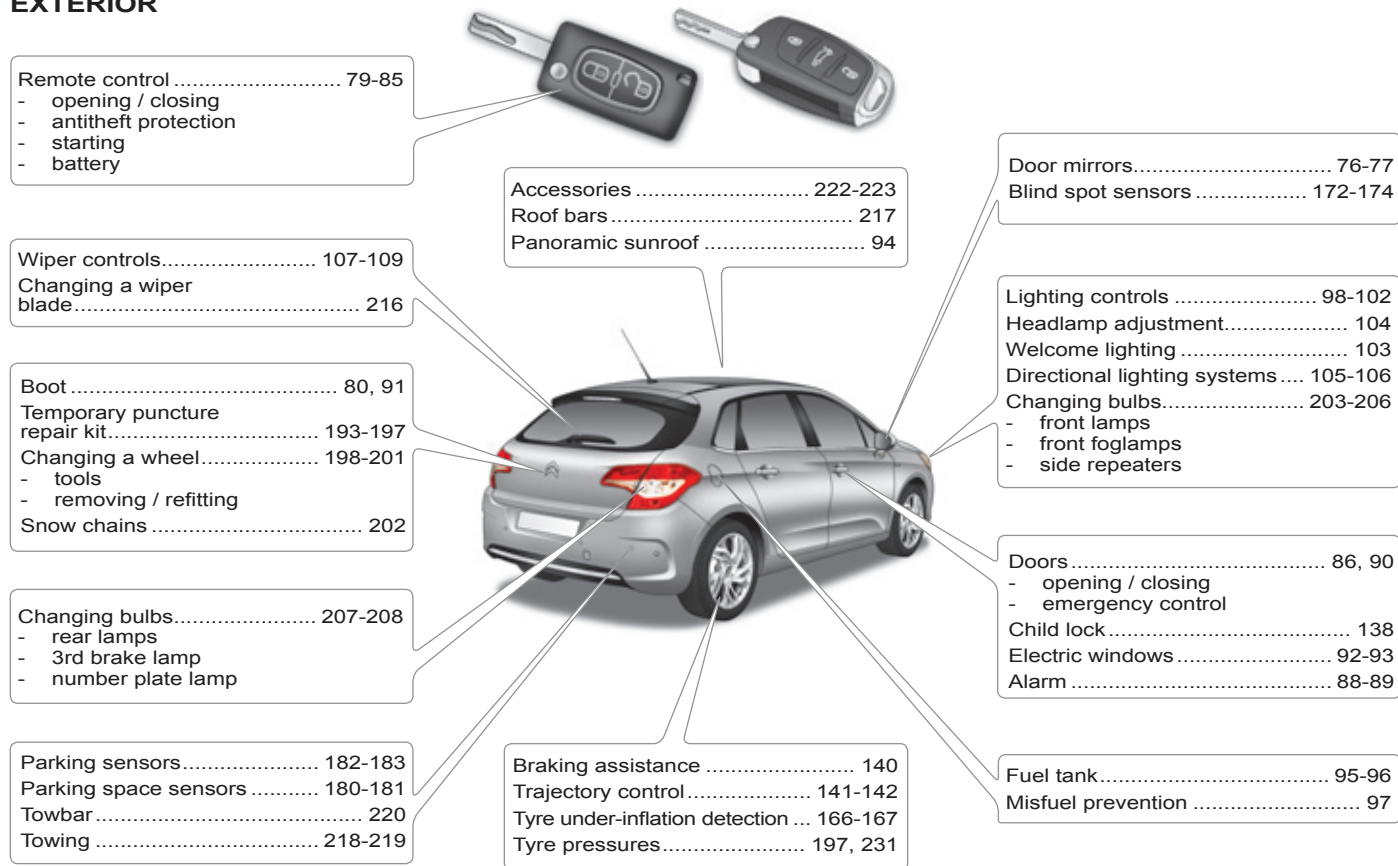 EXTERIOR
Remote control ........................... 79-85
- opening / closing
- antitheft protection
- starting
- battery
Accessories ............................ 222-223
Roof bars ....................................... 217
Panoramic sunroof .......................... 94
Door mirrors................................. 76-77
Blind spot sensors .................. 172-174
Wiper controls......................... 107-109
Changing a wiper
blade.............................................. 216
Lighting controls ....................... 98-102
Headlamp adjustment.................... 104
Welcome lighting ........................... 103
Directional lighting systems .... 105-106
Changing bulbs........................ 203-206
- front lamps
- front foglamps
- side repeaters
Boot ........................................... 80, 91
Temporary puncture
repair kit.................................. 193-197
Changing a wheel.................... 198-201
- tools
- removing / refitting
Snow chains .................................. 202
Doors......................................... 86, 90
- opening / closing
- emergency control
Child lock ....................................... 138
Electric windows .......................... 92-93
Alarm .......................................... 88-89
Changing bulbs....................... 207-208
- rear lamps
- 3rd brake lamp
- number plate lamp
Parking sensors...................... 182-183
Parking space sensors ........... 180-181
Towbar ............................................... 220
Towing .................................... 218-219
Braking assistance ........................ 140
Trajectory control.................... 141-142
Tyre under-inflation detection ... 166-167
Tyre pressures....................... 197, 231
Fuel tank..................................... 95-96
Misfuel prevention ........................... 97